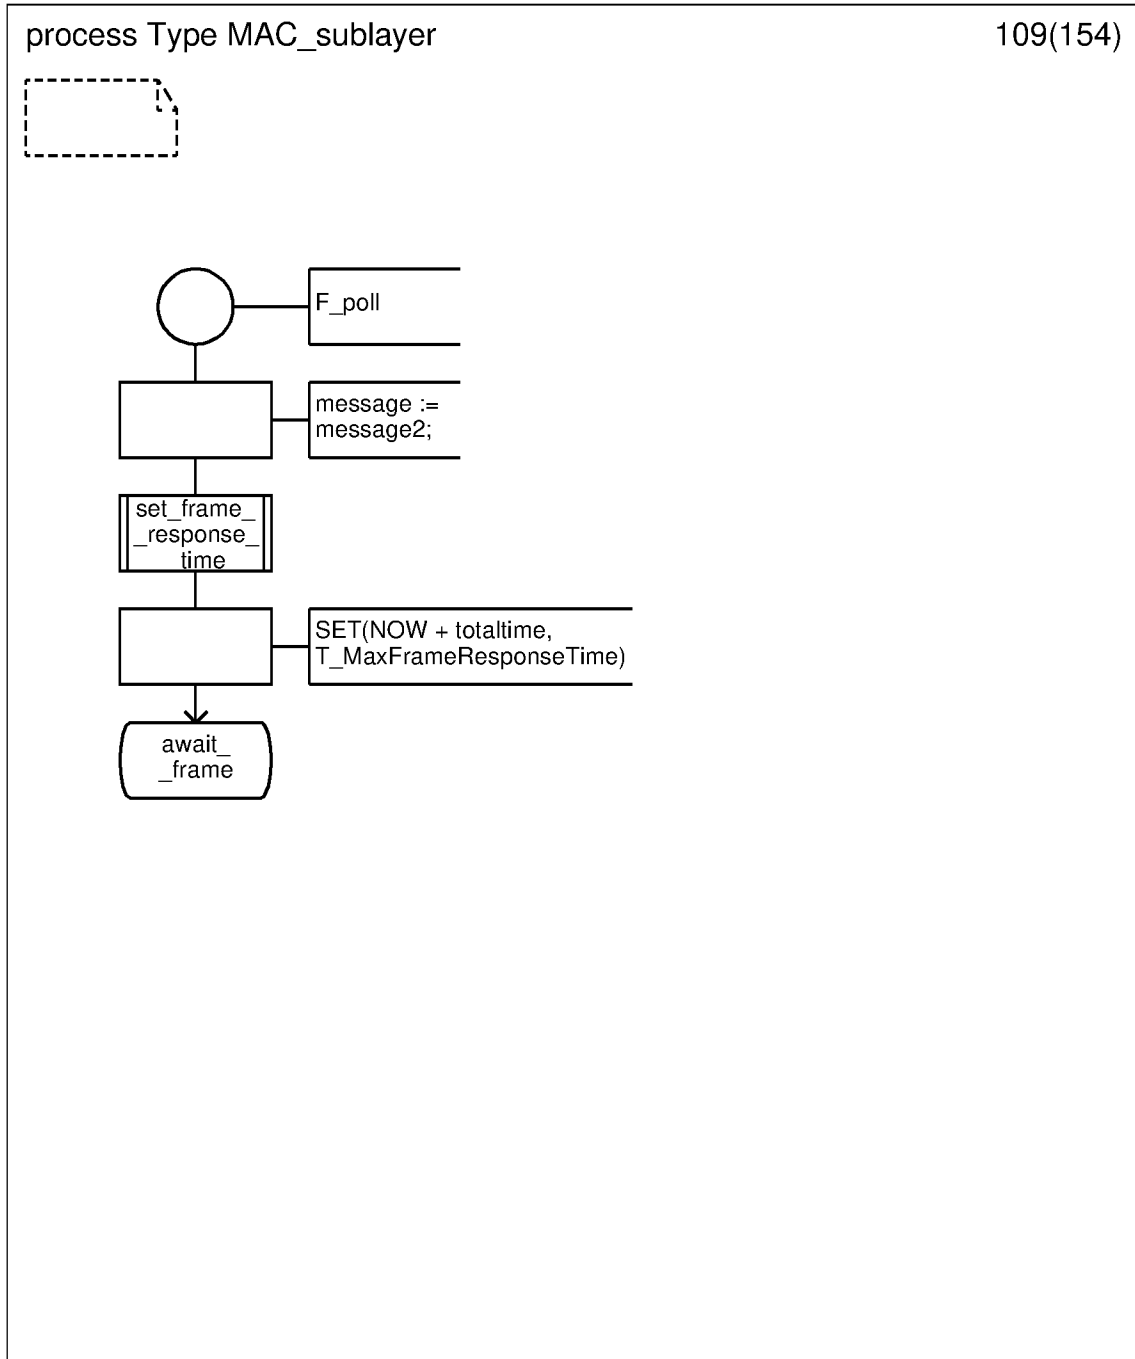 process Type MAC_sublayer
109(154)
F_poll
message :=
message2;
set_frame_
_response_
time
SET(NOW + totaltime,
T_MaxFrameResponseTime)
await_
_frame